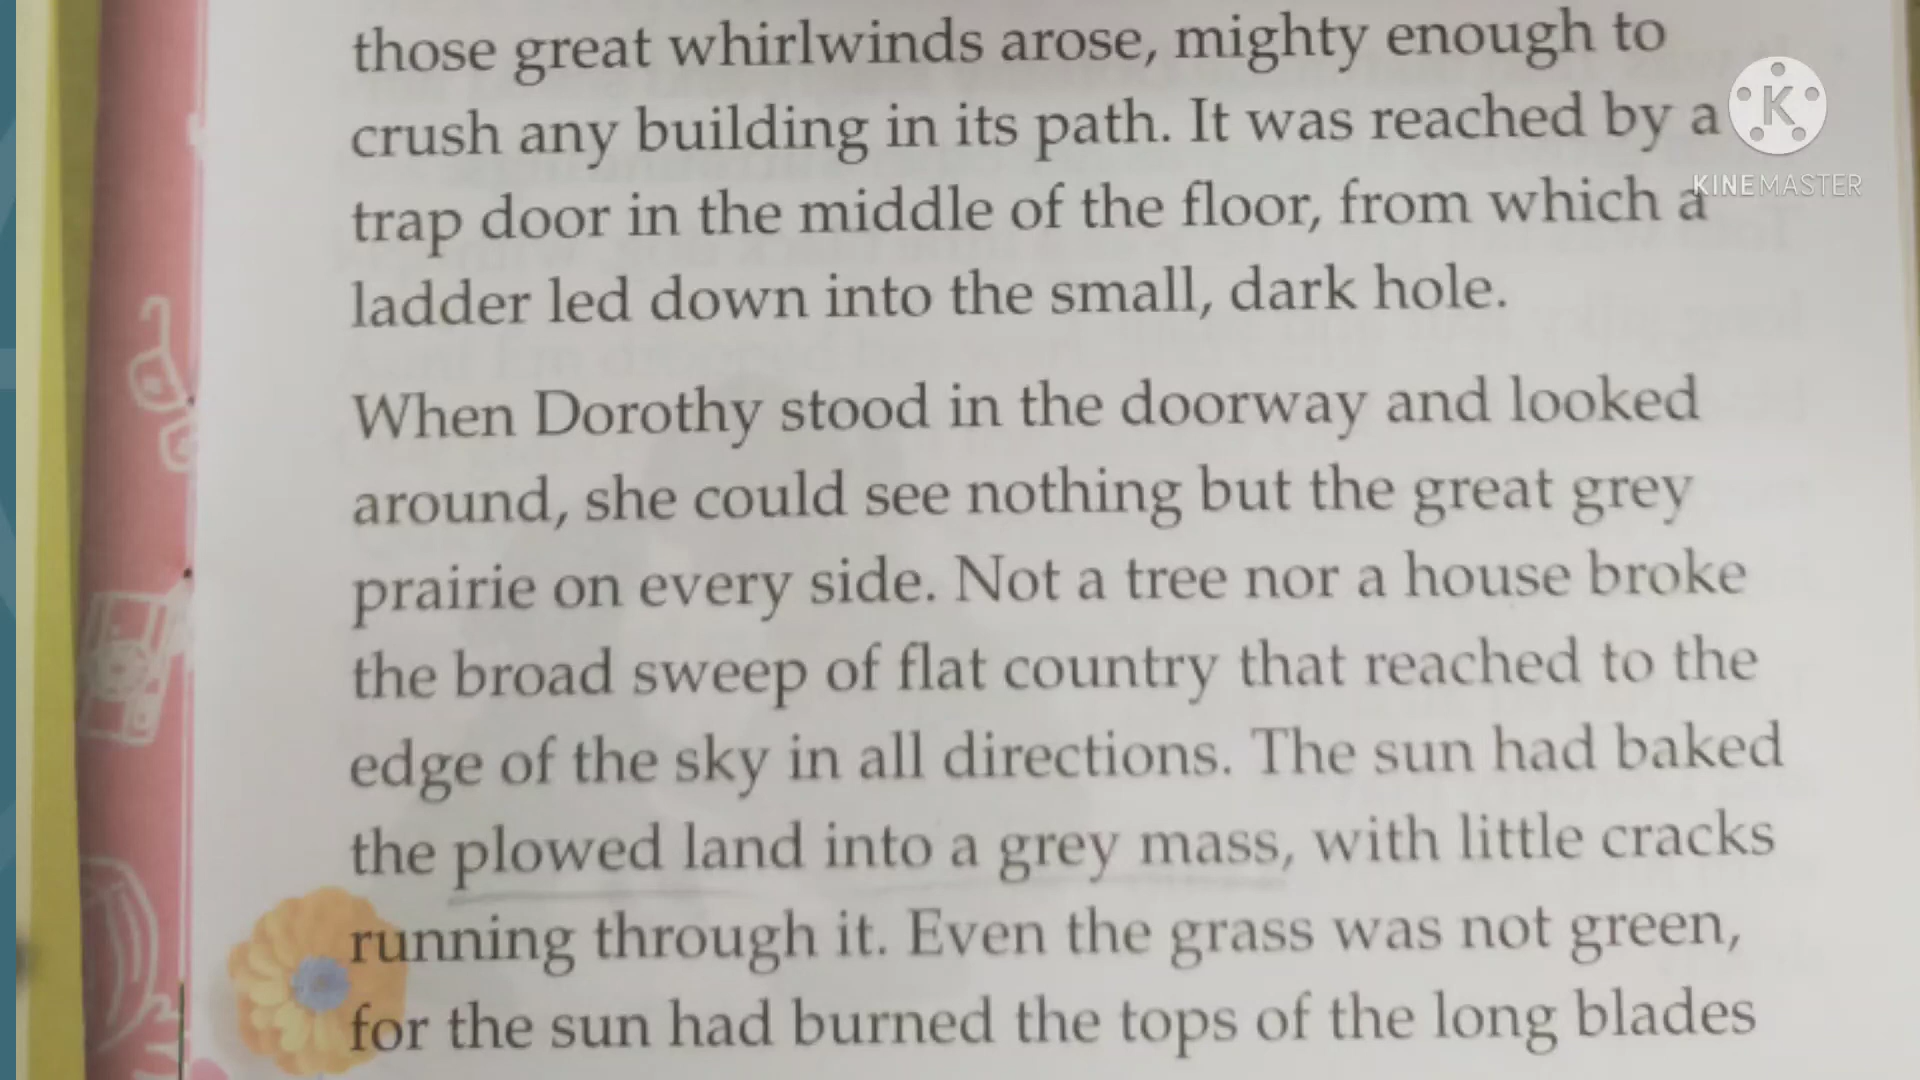 those great whirlwinds arose, mighty enough to
crush any building in its path. It was reached by a
trap door in the middle of the floor, from which a
ladder led down into the small, dark hole.
When Dorothy stood in the doorway and looked
around, she could see nothing but the great grey
prairie on every side. Not a tree nor a house broke
the broad sweep of flat country that reached to the
edge of the sky in all directions. The sun had baked
the plowed land into a grey mass, with little cracks
running through it. Even the grass was not green,
for the sun had burned the tops of the long blades
K
KINEMASTER